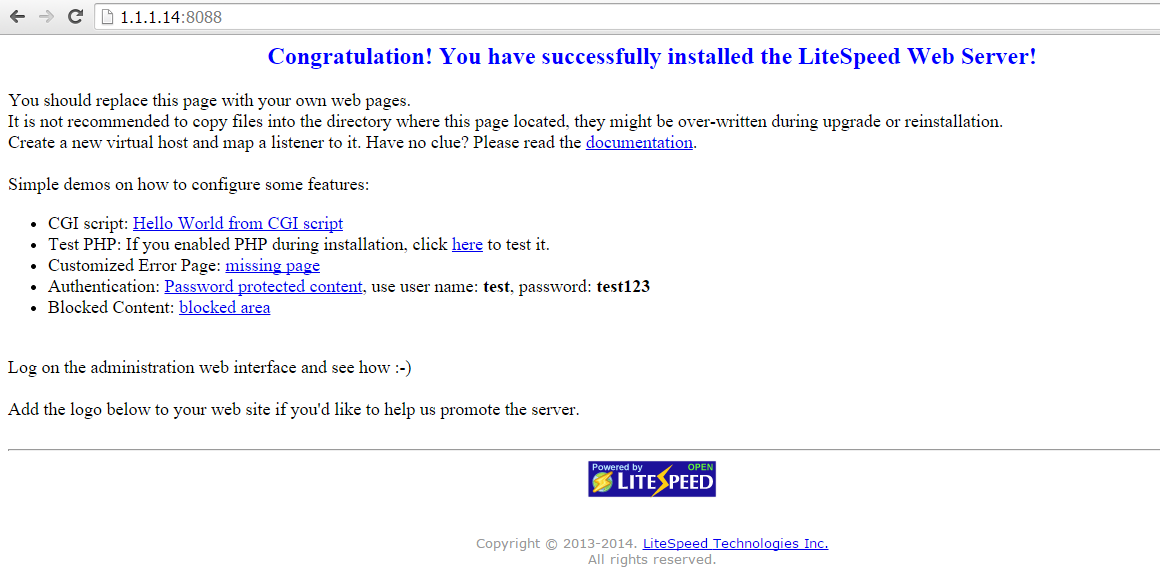 1.1.1.14:8088
Congratulation! You have successfully installed the LiteSpeed Web Server!
You should replace this page with your own web pages.
It is not recommended to copy files into the directory where this page located, they might be over-written during upgrade or reinstallation.
Create a new virtual host and map a listener to it. Have no clue? Please read the documentation.
Simple demos on how to configure some features:
• CGI script: Hello World from CGI script
• Test PHP: If you enabled PHP during installation, click here to test it.
• Customized Error Page: missing page
• Authentication: Password protected content, use user name: test, password: test123
• Blocked Content: blocked area
Log on the administration web interface and see how :-)
Add the logo below to your web site if you'd like to help us promote the server.
Powered by OPEN
LITESPEED
Copyright © 2013-2014. LiteSpeed Technologies Inc.
All rights reserved.